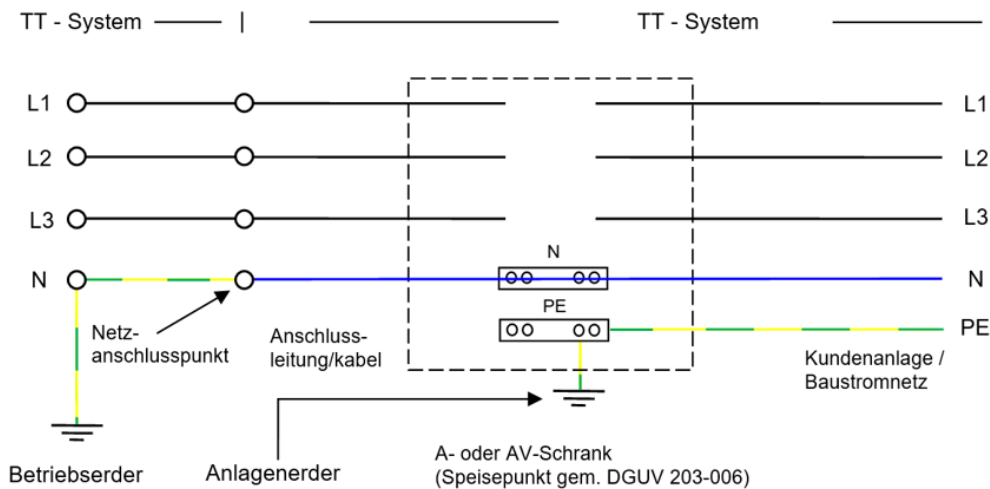 TT - System
TT - System
L1
L1
L2
L2
L3
L3
N
N
N
PE
PE
Netz-
anschlusspunkt
Anschluss-
leitung/kabel
Kundenanlage /
Baustromnetz
Betriebserder
Anlagenerder
A- oder AV-Schrank
(Speisepunkt gem. DGUV 203-006)